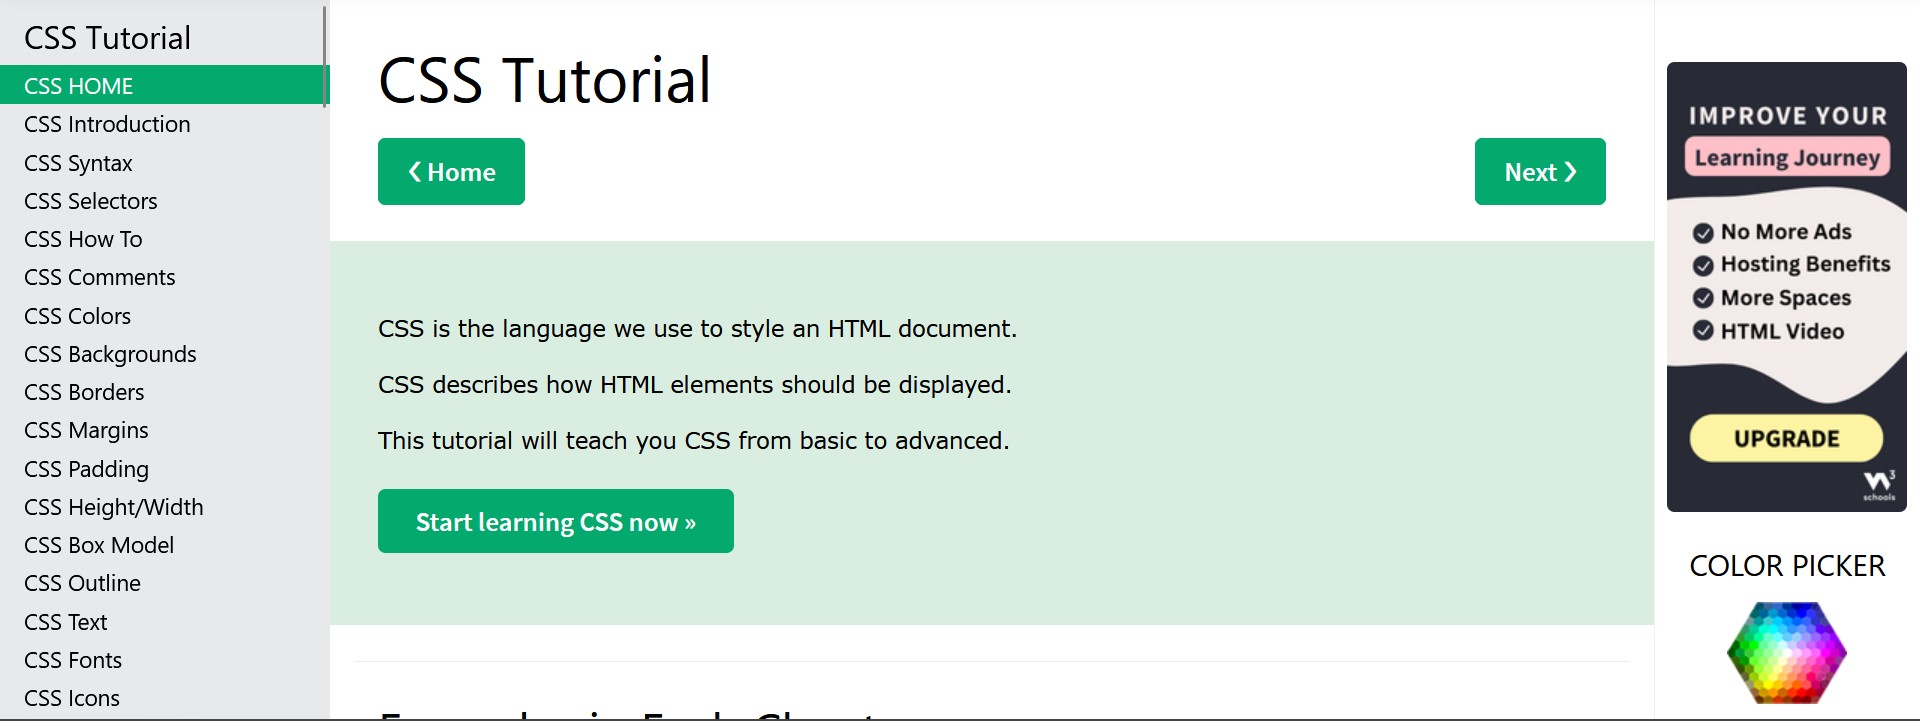 CSS Tutorial
CSS HOME
CSS Introduction
CSS Syntax
CSS Selectors
CSS How To
CSS Comments
CSS Colors
CSS Backgrounds
CSS Borders
CSS Margins
CSS Padding
CSS Height/Width
CSS Box Model
CSS Outline
CSS Text
CSS Fonts
CSS Icons
CSS Tutorial
❮ Home
Next ❯
CSS is the language we use to style an HTML document.
CSS describes how HTML elements should be displayed.
This tutorial will teach you CSS from basic to advanced.
Start learning CSS now »
IMPROVE YOUR
Learning Journey
No More Ads
Hosting Benefits
More Spaces
HTML Video
UPGRADE
W3
schools
COLOR PICKER